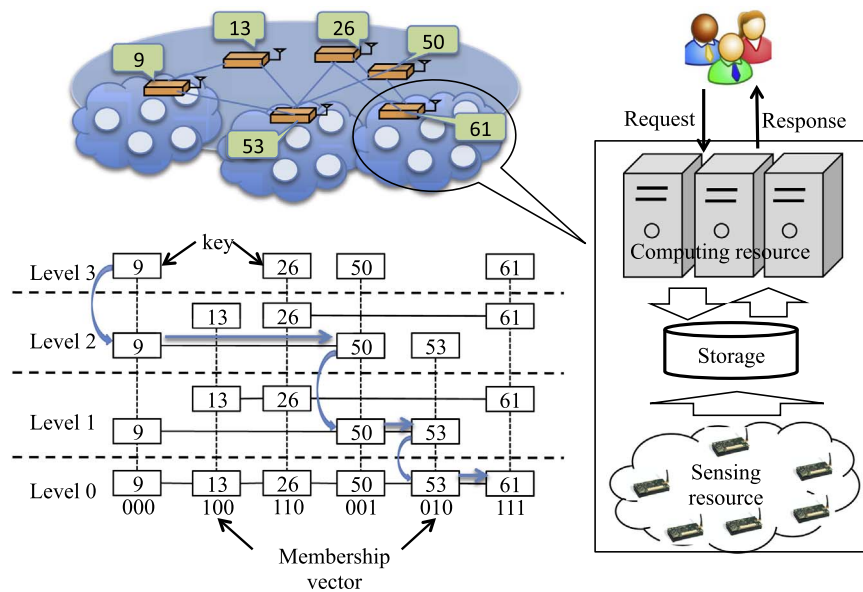 13
26
50
9
53
61
Request
Response
Computing resource
Storage
Sensing
resource
key
Level 3
9
26
50
61
13
26
61
Level 2
9
50
53
13
26
61
Level 1
9
50
53
Level 0
9
13
26
50
53
61
000
100
110
001
010
111
Membership
vector